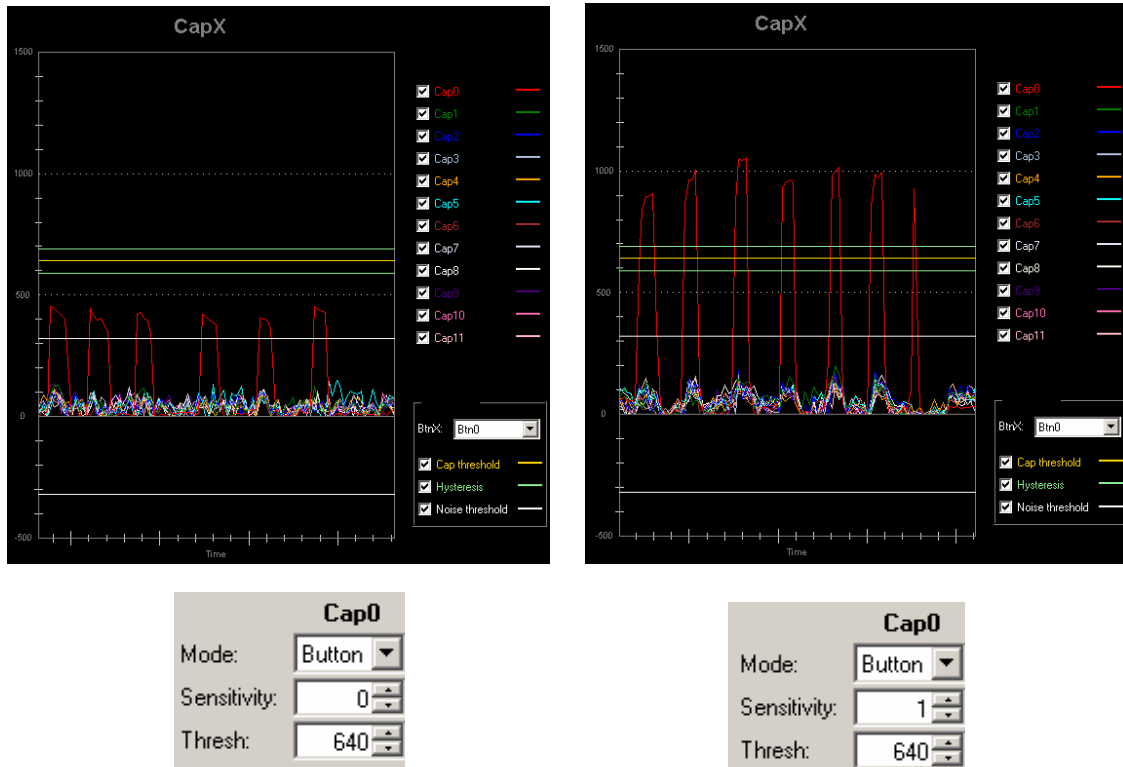 CapX
1500
1000
500
0
-500
Time
Cap0
Cap1
Cap2
Cap3
Cap4
Cap5
Cap6
Cap7
Cap8
Cap9
Cap10
Cap11
BtnX: Btn0
Cap threshold
Hysteresis
Noise threshold
CapX
1500
1000
500
0
-500
Time
Cap0
Cap1
Cap2
Cap3
Cap4
Cap5
Cap6
Cap7
Cap8
Cap9
Cap10
Cap11
BtnX: Btn0
Cap threshold
Hysteresis
Noise threshold
Cap0
Mode: Button
Sensitivity: 0
Thresh: 640
Cap0
Mode: Button
Sensitivity: 1
Thresh: 640